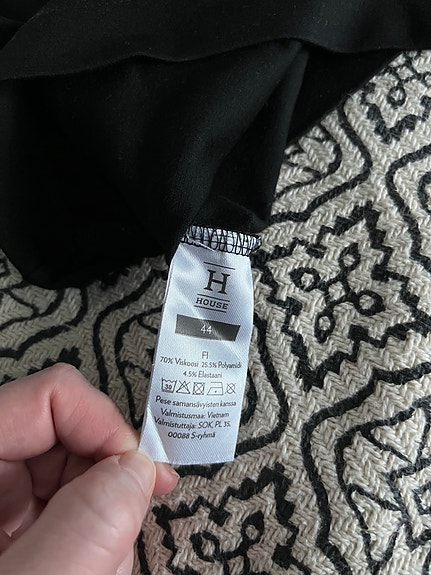 H
HOUSE
44
FI
70% Viskoosi 25.5% Polyamidi
4.5% Elastaani
30
Pese samansävyisten kanssa
Valmistusmaa: Vietnam
Valmistuttaja: SOK, PL 35,
00088 S-ryhmä